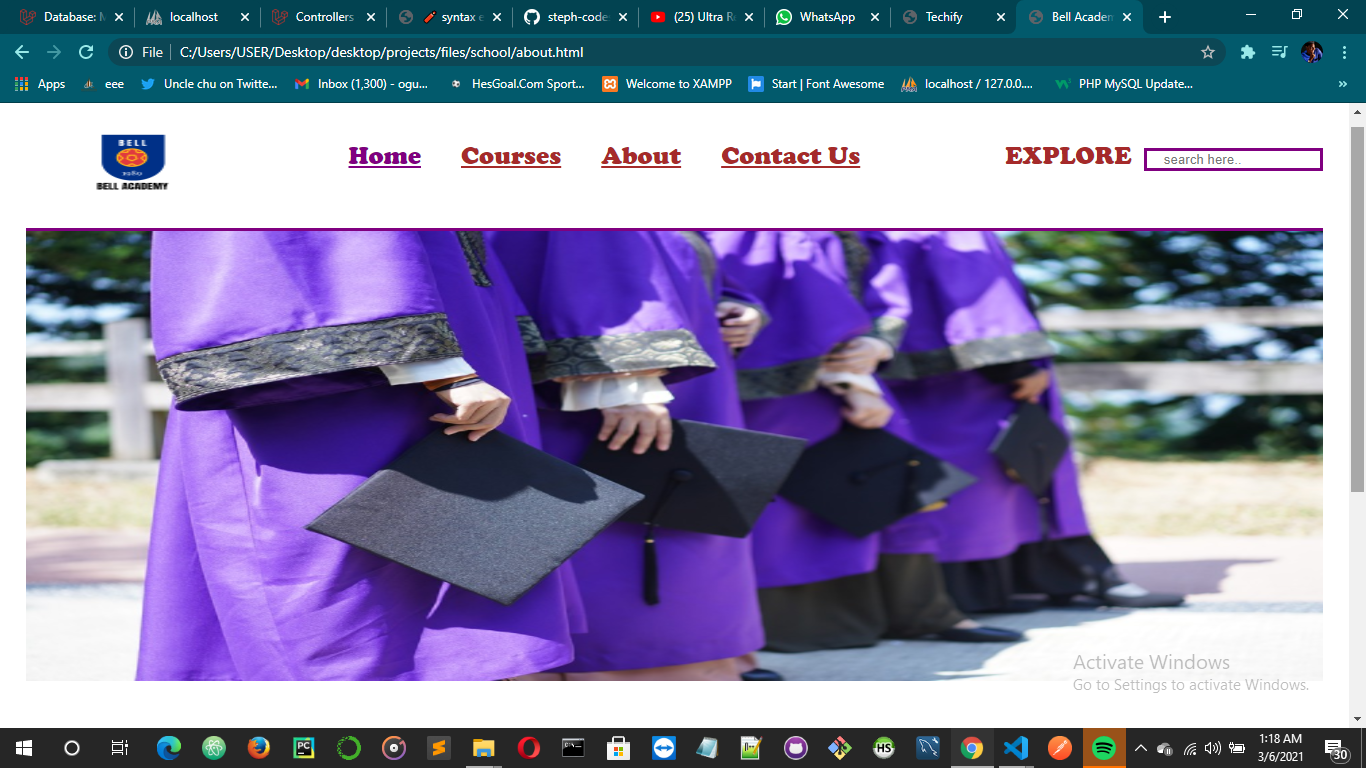 Database: M
localhost
Controllers
syntax e
steph-code
(25) Ultra R
WhatsApp
Techify
Bell Academ
File
C:/Users/USER/Desktop/desktop/projects/files/school/about.html
Apps
eee
Uncle chu on Twitte...
Inbox (1,300) - ogu...
HesGoal.Com Sport...
Welcome to XAMPP
Start | Font Awesome
localhost / 127.0.0....
PHP MySQL Update...
»
BELL
BELL ACADEMY
Home
Courses
About
Contact Us
EXPLORE
search here..
Activate Windows
Go to Settings to activate Windows.
PC
HS
1:18 AM
3/6/2021
30